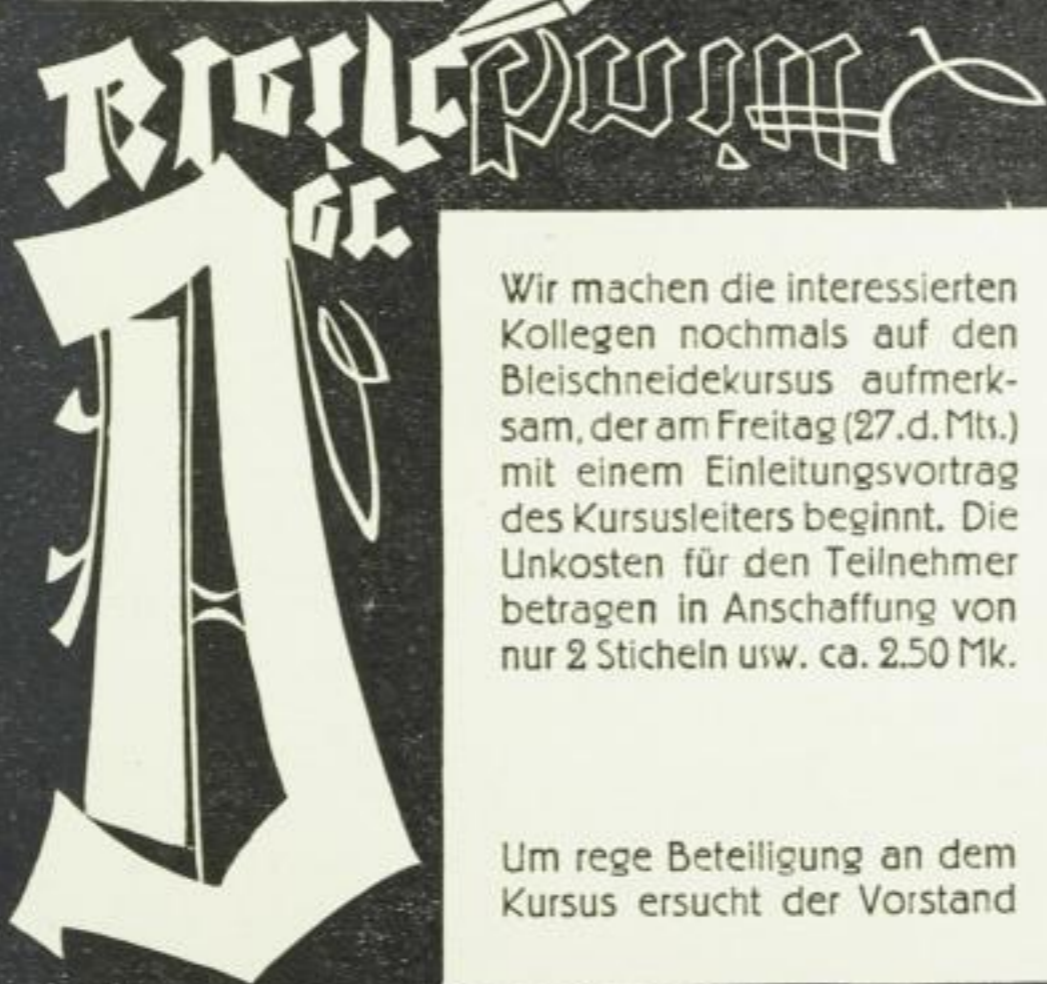 Wir machen die interessierten
Kollegen nochmals auf den
Bleischneidekursus aufmerk-
sam, der am Freitag (27.d.Mts.)
mit einem Einleitungsvortrag
des Kursusleiters beginnt. Die
Unkosten für den Teilnehmer
betragen in Anschaffung von
nur 2 Sticheln usw. ca. 2.50 Mk.
Um rege Beteiligung an dem
Kursus ersucht der Vorstand